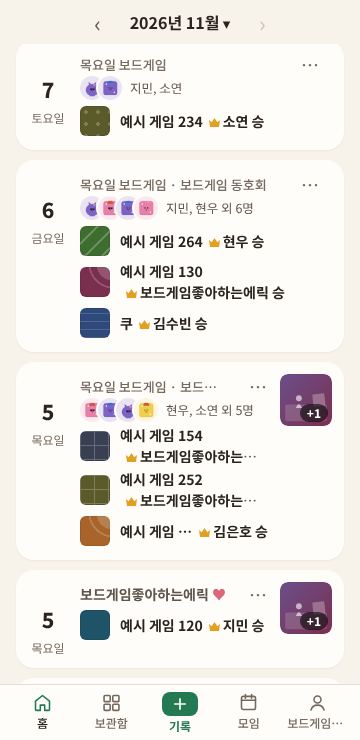 2026년 11월 ▾
7
토요일
목요일 보드게임
지민, 소연
예시 게임 234 소연 승
6
금요일
목요일 보드게임 · 보드게임 동호회
지민, 현우 외 6명
예시 게임 264 현우 승
예시 게임 130
보드게임좋아하는에릭 승
쿠 김수빈 승
5
목요일
목요일 보드게임 · 보드…
현우, 소연 외 5명
+1
예시 게임 154
보드게임좋아하는…
예시 게임 252
보드게임좋아하는…
예시 게임 … 김은호 승
5
목요일
보드게임좋아하는에릭
예시 게임 120 지민 승
+1
홈
보관함
기록
모임
보드게임…